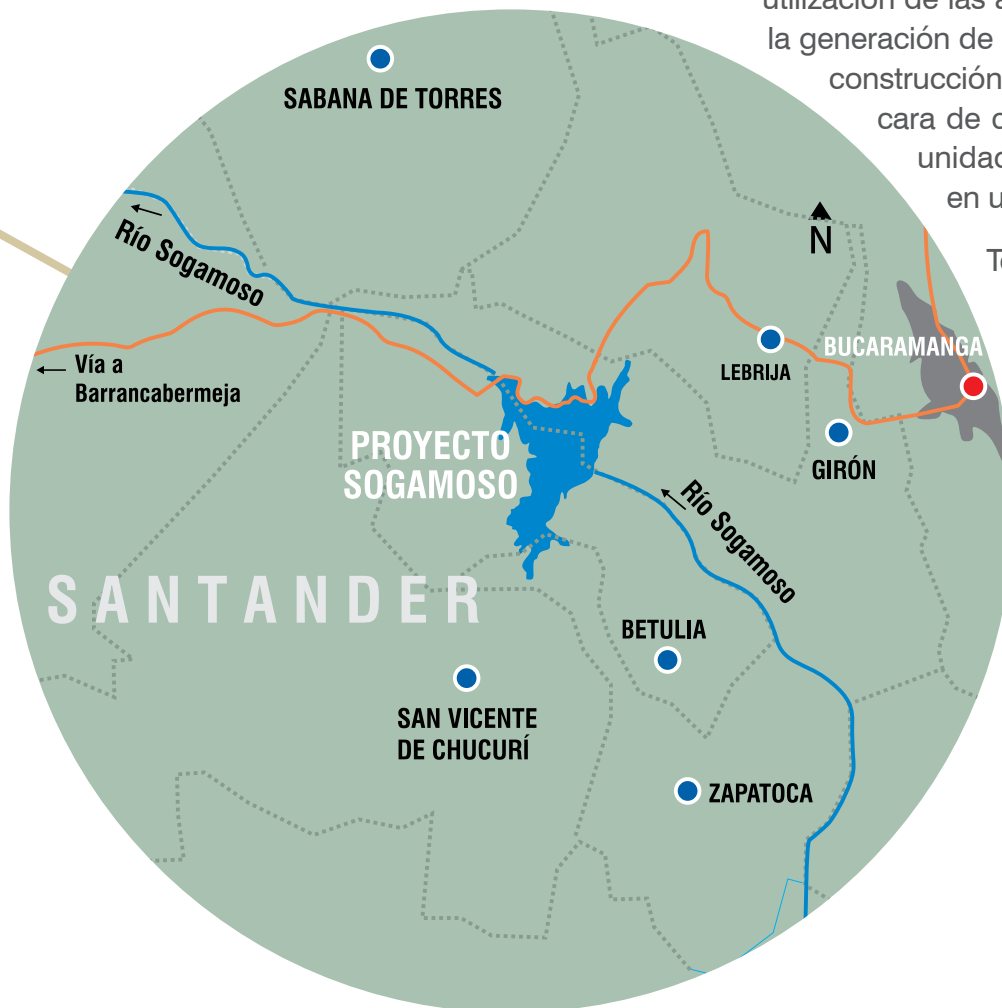 utilización de las
la generación de
construcción
cara de
en
SABANA DE TORRES
N
Río Sogamoso
Vía a
Barrancabermeja
LEBRIJA
BUCARAMANGA
GIRÓN
PROYECTO
SOGAMOSO
Río Sogamoso
SANTANDER
BETULIA
SAN VICENTE
DE CHUCURÍ
ZAPATOCA